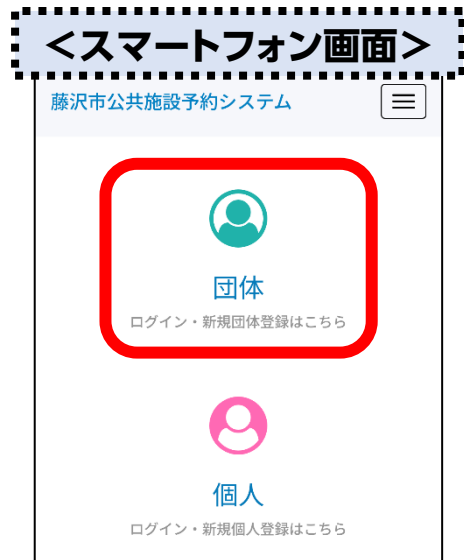 ＜スマートフォン画面＞
藤沢市公共施設予約システム
団体
ログイン・新規団体登録はこちら
個人
ログイン・新規個人登録はこちら